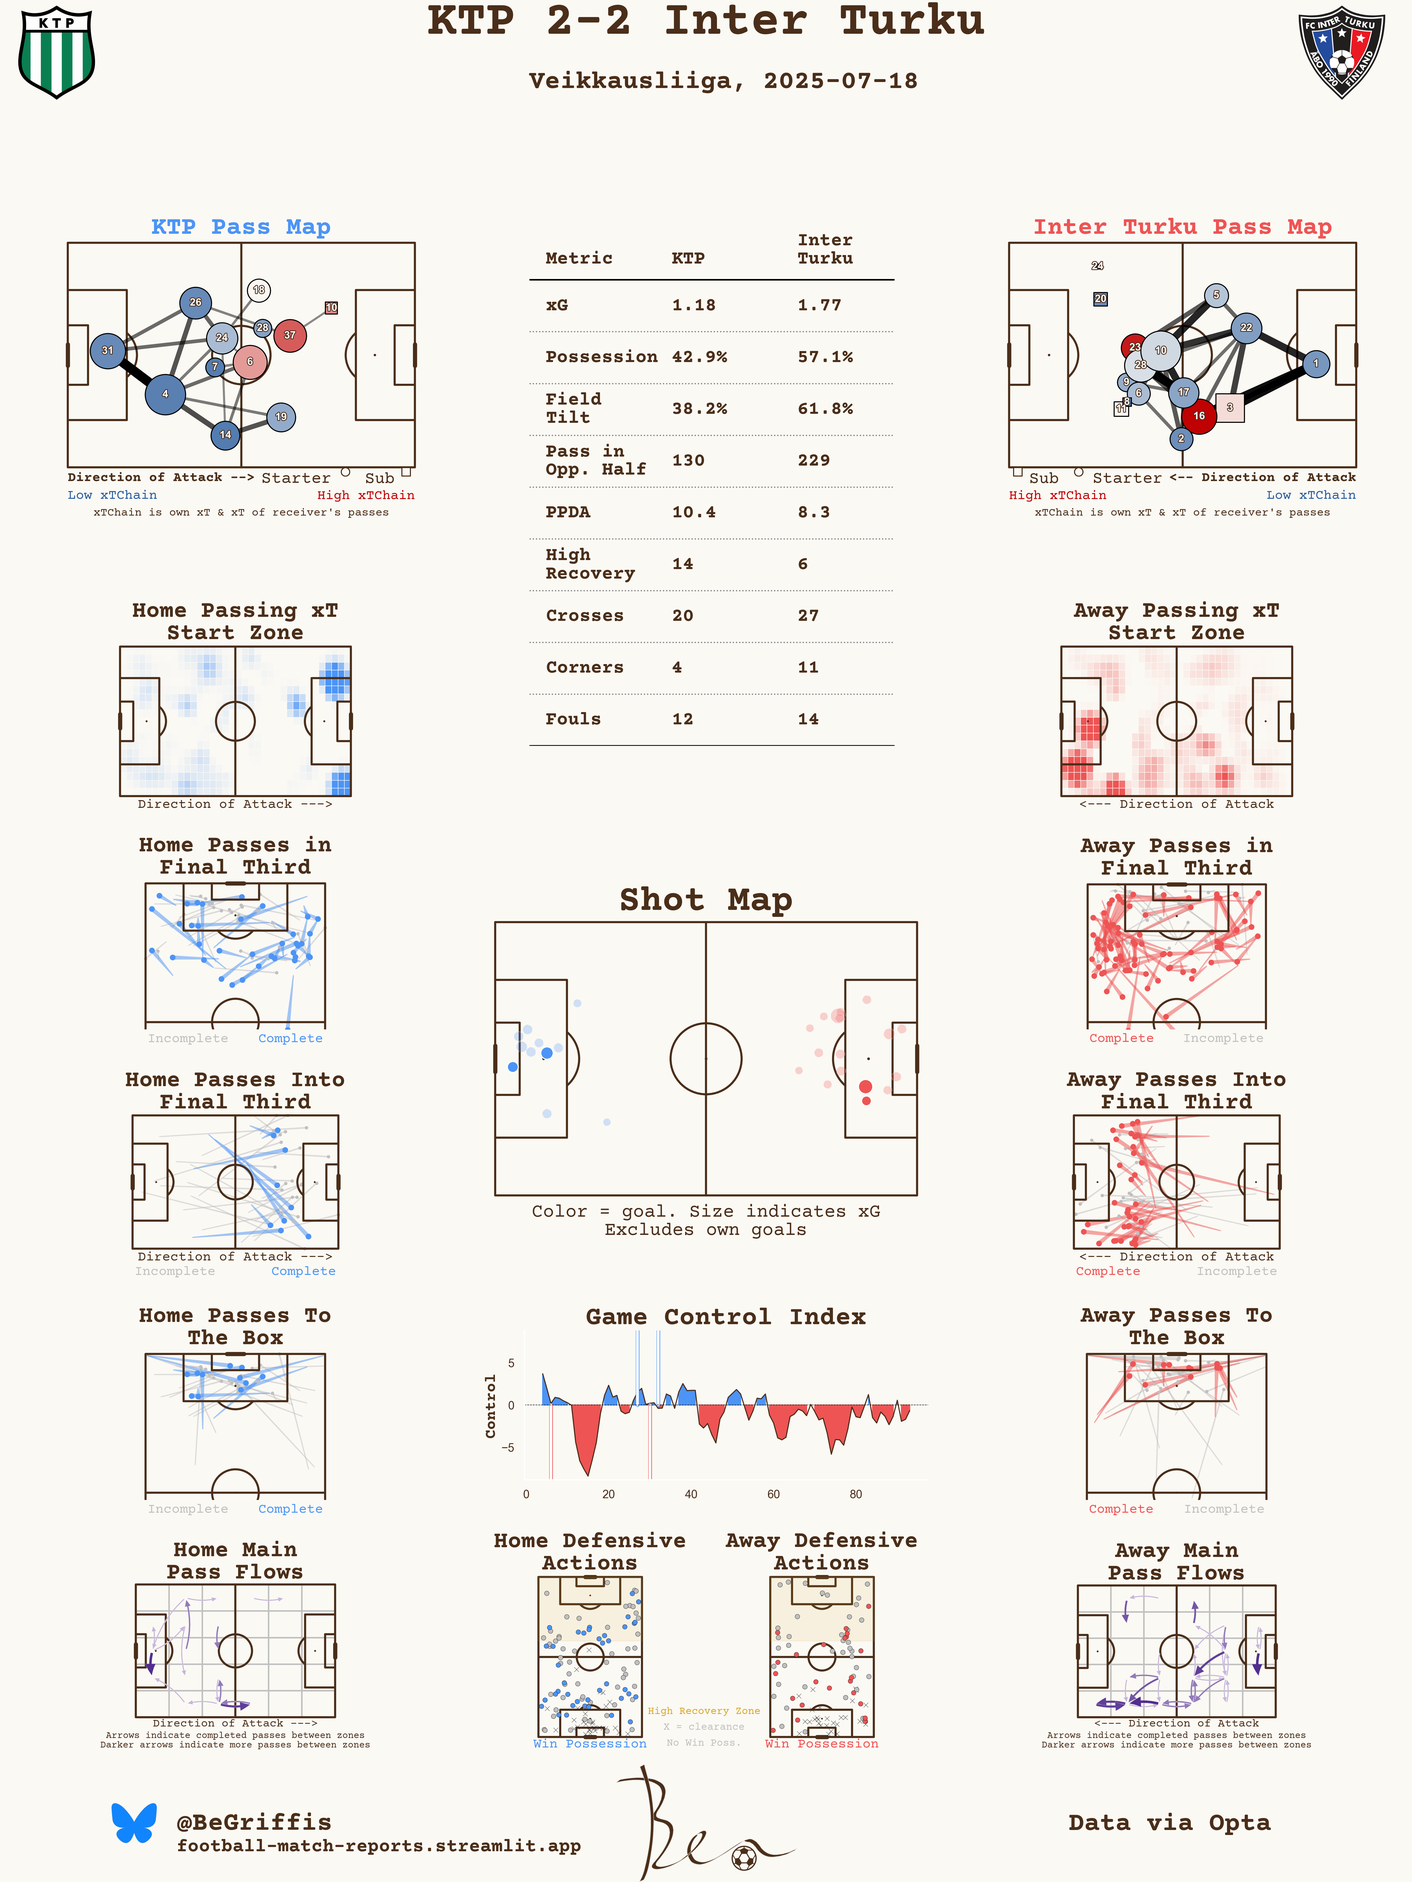 KTP 2-2 Inter Turku
Veikkausliiga, 2025-07-18
KTP
FC INTER TURKU
ÅBO 1990 FINLAND
KTP Pass Map
26
18
10
24
28
37
31
7
6
4
19
14
Direction of Attack --> Starter Sub
Low xTChain High xTChain
xTChain is own xT & xT of receiver's passes
Metric KTP Inter Turku
xG 1.18 1.77
Possession 42.9% 57.1%
Field Tilt 38.2% 61.8%
Pass in Opp. Half 130 229
PPDA 10.4 8.3
High Recovery 14 6
Crosses 20 27
Corners 4 11
Fouls 12 14
Inter Turku Pass Map
24
20
5
22
23
10
28
1
9
6
17
8
11
16
3
2
Sub Starter <-- Direction of Attack
High xTChain Low xTChain
xTChain is own xT & xT of receiver's passes
Home Passing xT
Start Zone
Direction of Attack --->
Away Passing xT
Start Zone
<--- Direction of Attack
Home Passes in
Final Third
Incomplete Complete
Away Passes in
Final Third
Complete Incomplete
Shot Map
Color = goal. Size indicates xG
Excludes own goals
Home Passes Into
Final Third
Direction of Attack --->
Incomplete Complete
Away Passes Into
Final Third
<--- Direction of Attack
Complete Incomplete
Home Passes To
The Box
Incomplete Complete
Game Control Index
Control
5
0
−5
0 20 40 60 80
Away Passes To
The Box
Complete Incomplete
Home Main
Pass Flows
Direction of Attack --->
Arrows indicate completed passes between zones
Darker arrows indicate more passes between zones
Home Defensive
Actions
Win Possession
Away Defensive
Actions
Win Possession
High Recovery Zone
X = clearance
No Win Poss.
Away Main
Pass Flows
<--- Direction of Attack
Arrows indicate completed passes between zones
Darker arrows indicate more passes between zones
@BeGriffis
football-match-reports.streamlit.app
Ben
Data via Opta